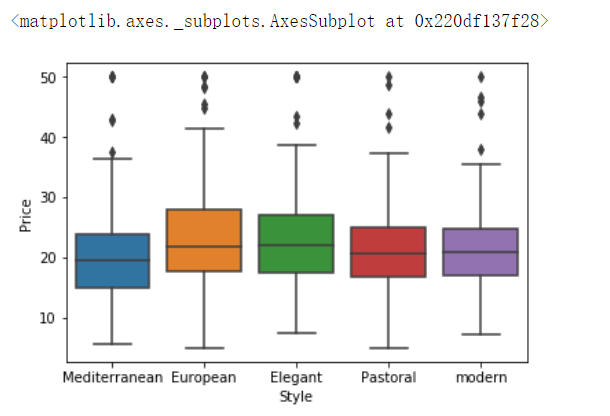 <matplotlib.axes._subplots.AxesSubplot at 0x220df137f28>
50
40
30
20
10
Price
Mediterranean European Elegant Pastoral modern
Style